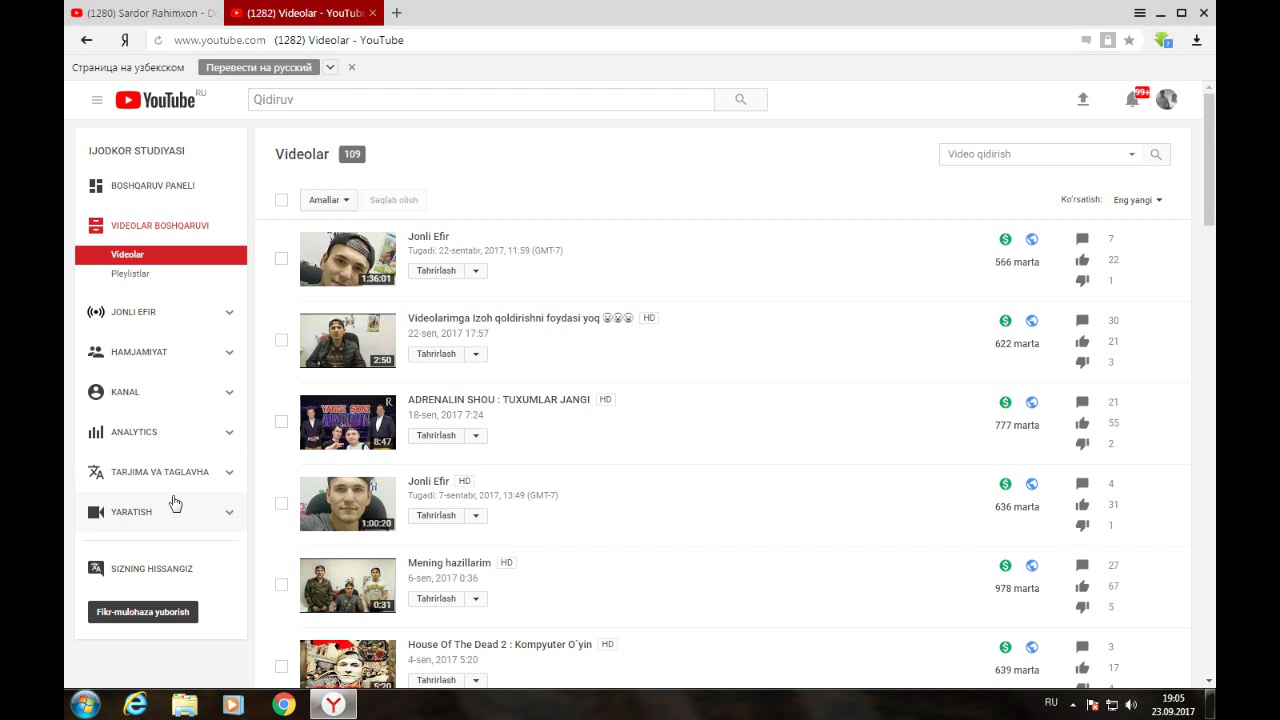 (1280) Sardor Rahimxon - D
(1282) Videolar - YouTub
www.youtube.com (1282) Videolar - YouTube
Страница на узбекском Перевести на русский
YouTube RU
Qidiruv
99+
IJODKOR STUDIYASI
BOSHQARUV PANELI
VIDEOLAR BOSHQARUVI
Videolar
Pleylistlar
JONLI EFIR
HAMJAMIYAT
KANAL
ANALYTICS
TARJIMA VA TAGLAVHA
YARATISH
SIZNING HISSANGIZ
Fikr-mulohaza yuborish
Videolar 109
Video qidirish
Amallar Saqlab olish
Ko'rsatish: Eng yangi
Jonli Efir
Tugadi: 22-sentabr, 2017, 11:59 (GMT-7)
Tahrirlash
1:36:01
566 marta
7
22
1
Videolarimga Izoh qoldirishni foydasi yoq 😭😭😭 HD
22-sen, 2017 17:57
Tahrirlash
2:50
622 marta
30
21
3
ADRENALIN SHOU : TUXUMLAR JANGI HD
18-sen, 2017 7:24
Tahrirlash
YANGI SONI
R
8:47
777 marta
21
55
2
Jonli Efir HD
Tugadi: 7-sentabr, 2017, 13:49 (GMT-7)
Tahrirlash
1:00:20
636 marta
4
31
1
Mening hazillarim HD
6-sen, 2017 0:36
Tahrirlash
0:31
978 marta
27
67
5
House Of The Dead 2 : Kompyuter O`yin HD
4-sen, 2017 5:20
Tahrirlash
5:20
639 marta
3
17
RU
19:05
23.09.2017